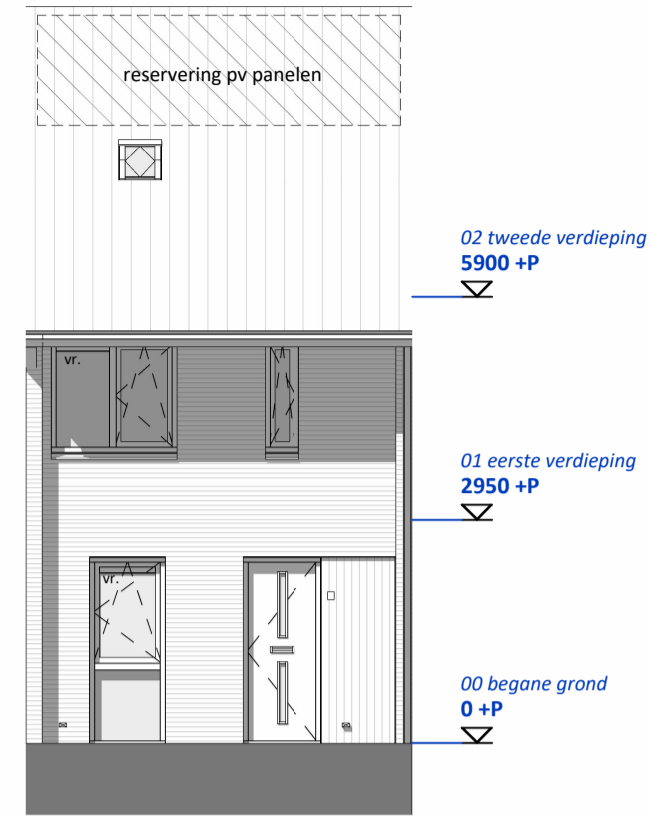 reservering pv panelen
02 tweede verdieping
5900 +P
vr.
01 eerste verdieping
2950 +P
vr.
00 begane grond
0 +P